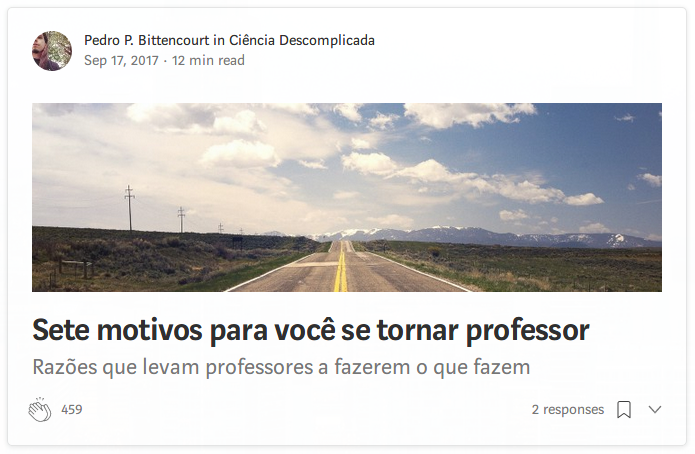 Pedro P. Bittencourt in Ciência Descomplicada
Sep 17, 2017 · 12 min read
Sete motivos para você se tornar professor
Razões que levam professores a fazerem o que fazem
459
2 responses